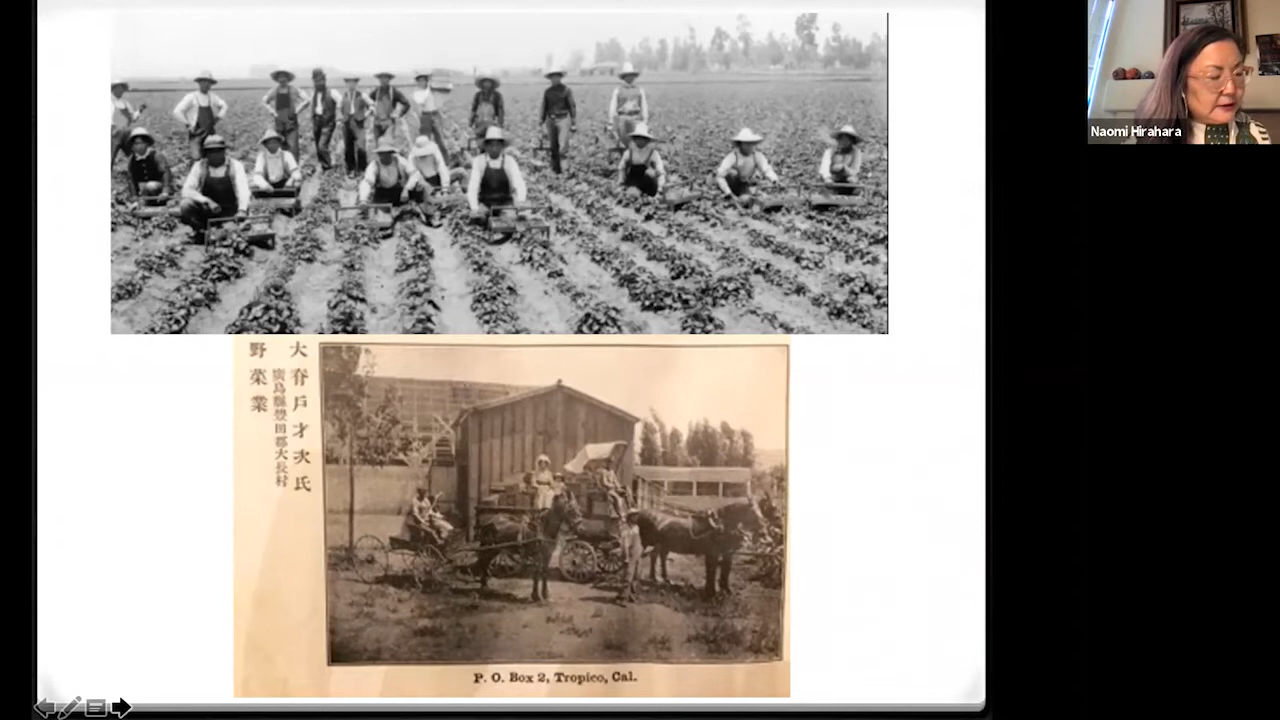 Naomi Hirahara
大脊戸才次氏
廣島縣豊田郡大長村
野菜業
P. O. Box 2, Tropico, Cal.